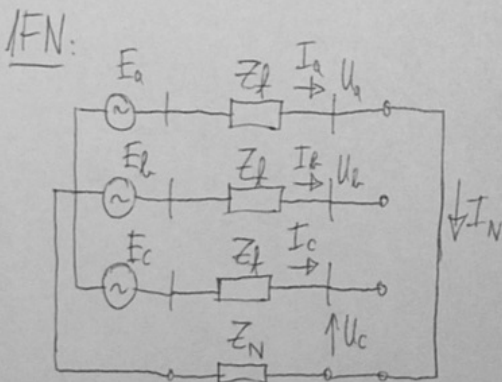 1FN:
Ea Zf Ia Ua
Eb Zf Ib Ub
IN
Ec Zf Ic
ZN Uc